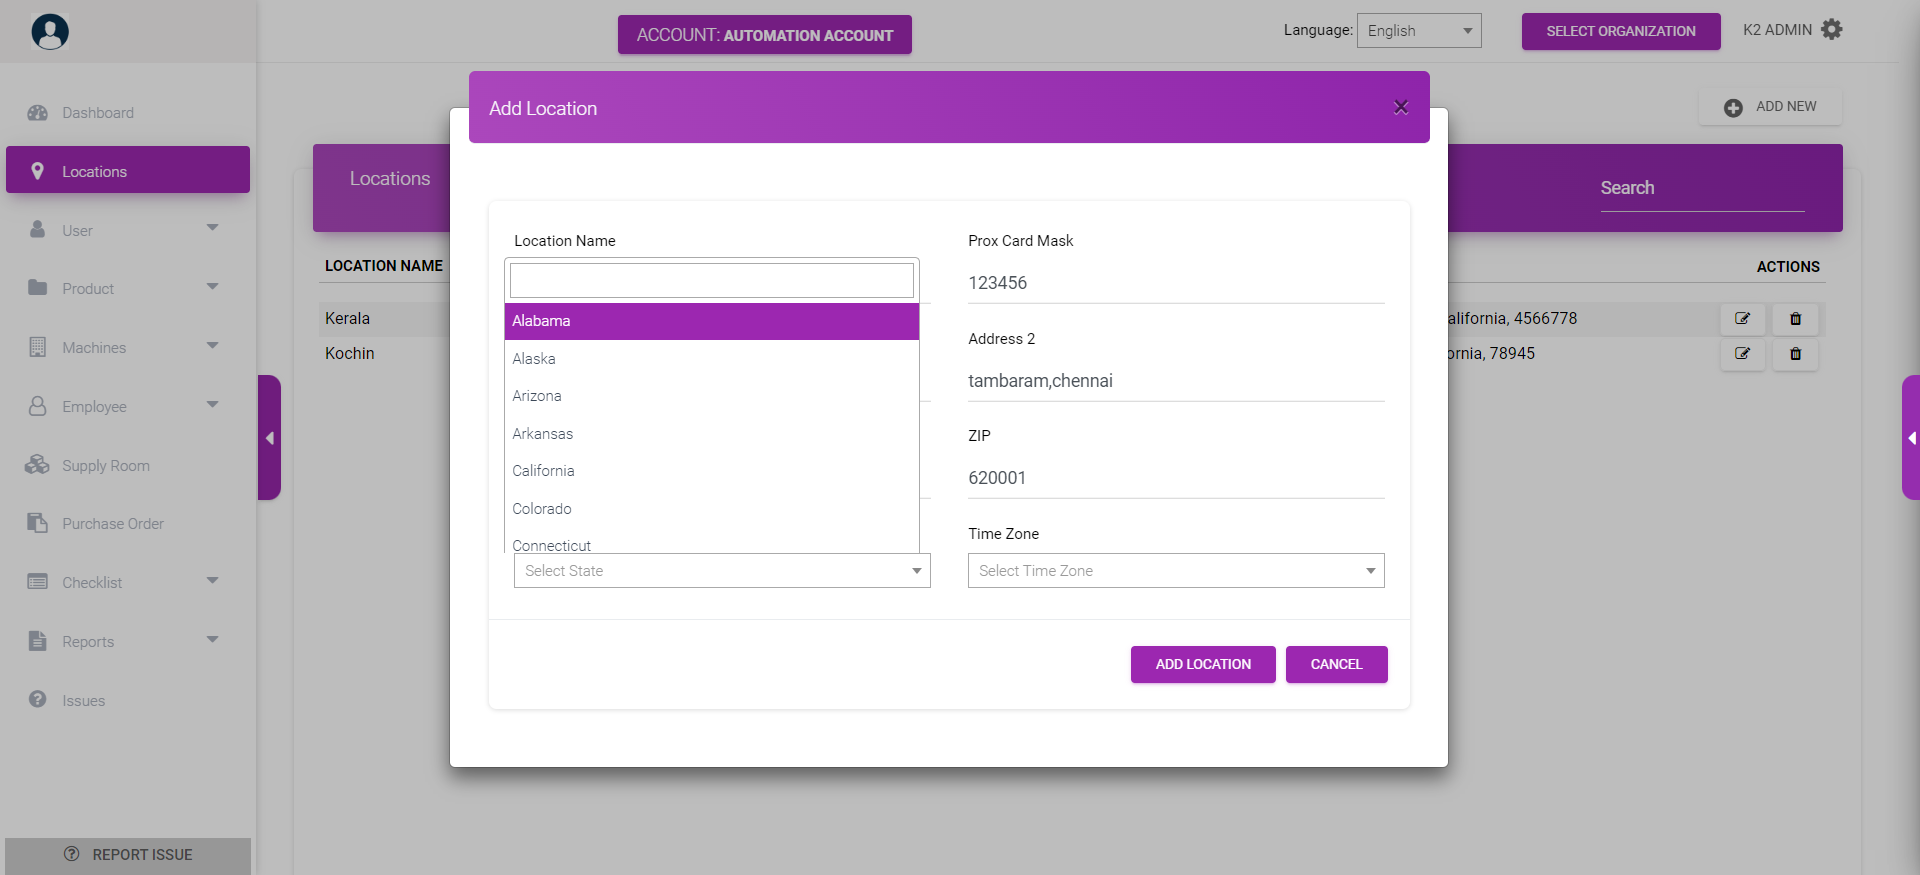 ACCOUNT: AUTOMATION ACCOUNT
Language:
English
SELECT ORGANIZATION
K2 ADMIN
Dashboard
Locations
User
Product
Machines
Employee
Supply Room
Purchase Order
Checklist
Reports
Issues
REPORT ISSUE
ADD NEW
Locations
Search
LOCATION NAME
ACTIONS
Kerala
alifornia, 4566778
Kochin
ornia, 78945
Add Location
×
Location Name
Prox Card Mask
123456
Alabama
Alaska
Arizona
Arkansas
California
Colorado
Connecticut
Address 2
tambaram,chennai
ZIP
620001
Select State
Time Zone
Select Time Zone
ADD LOCATION
CANCEL